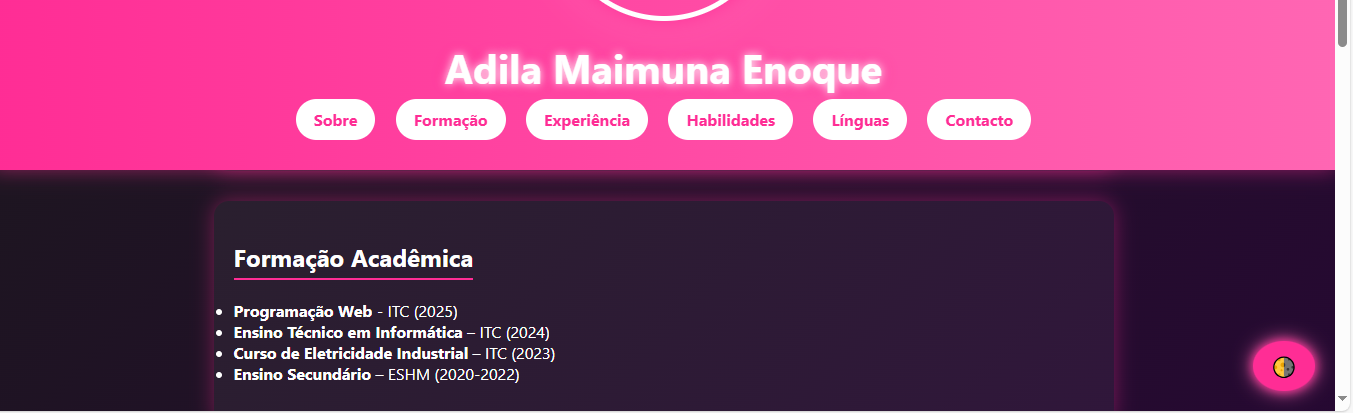 Adila Maimuna Enoque
Sobre Formação Experiência Habilidades Línguas Contacto
Formação Acadêmica
Programação Web - ITC (2025)
Ensino Técnico em Informática – ITC (2024)
Curso de Eletricidade Industrial – ITC (2023)
Ensino Secundário – ESHM (2020-2022)